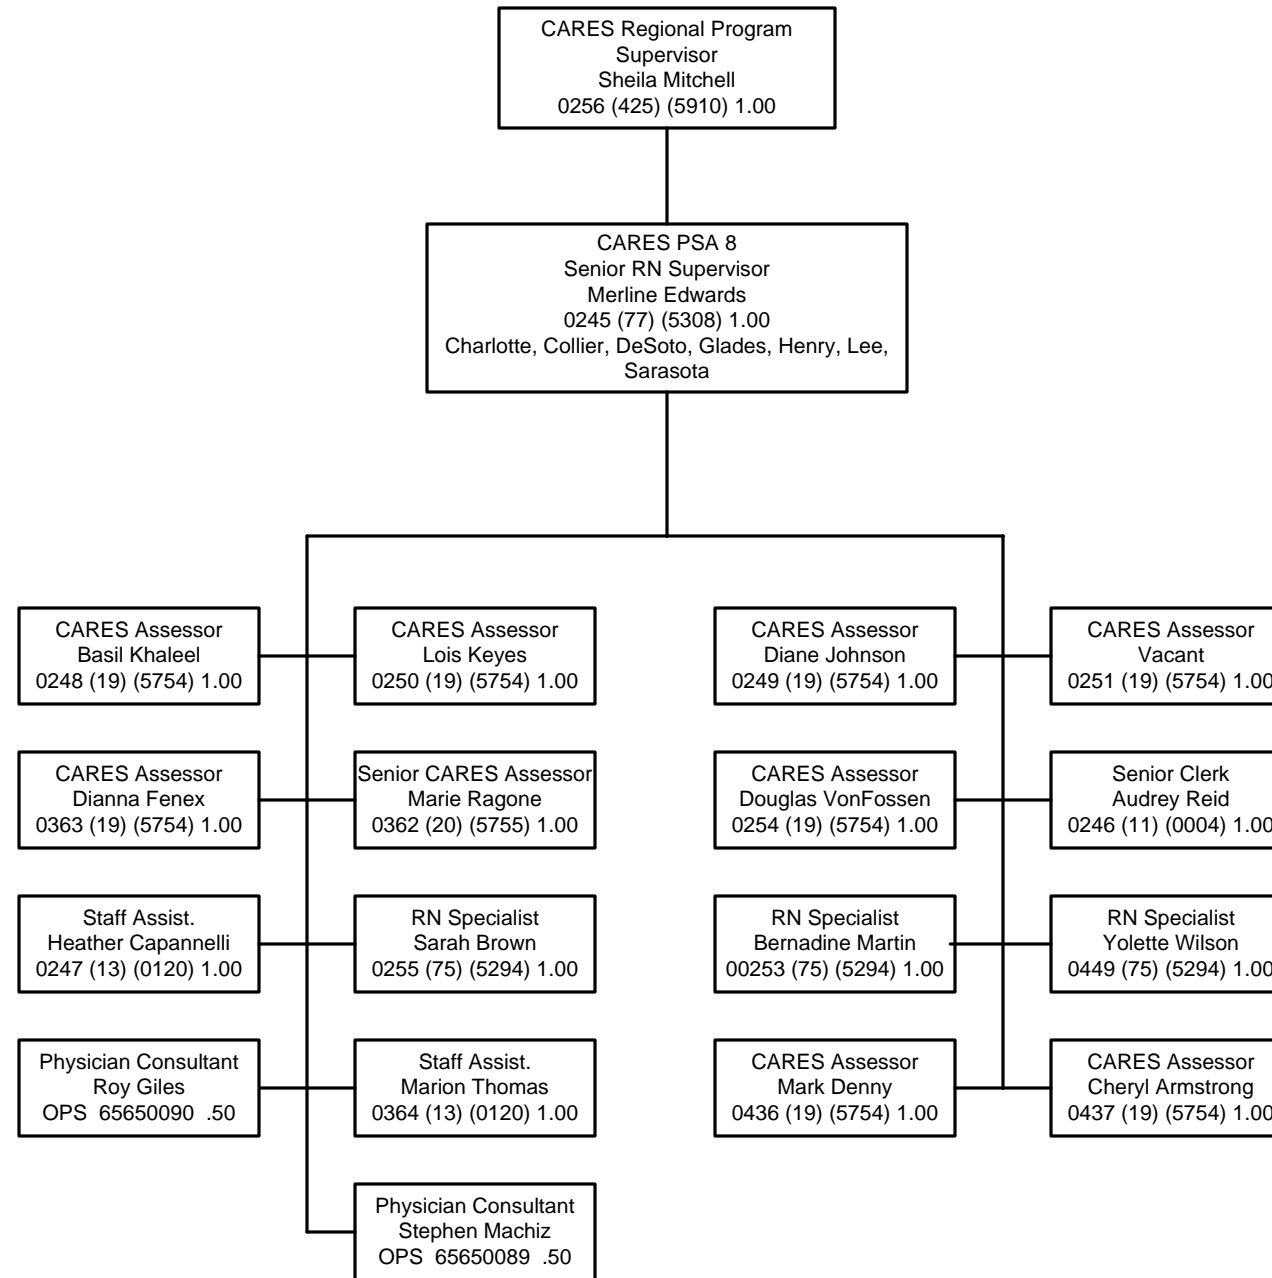 CARES Regional Program
Supervisor
Sheila Mitchell
0256 (425) (5910) 1.00
CARES PSA 8
Senior RN Supervisor
Merline Edwards
0245 (77) (5308) 1.00
Charlotte, Collier, DeSoto, Glades, Henry, Lee,
Sarasota
CARES Assessor
Basil Khaleel
0248 (19) (5754) 1.00
CARES Assessor
Lois Keyes
0250 (19) (5754) 1.00
CARES Assessor
Diane Johnson
0249 (19) (5754) 1.00
CARES Assessor
Vacant
0251 (19) (5754) 1.00
CARES Assessor
Dianna Fenex
0363 (19) (5754) 1.00
Senior CARES Assessor
Marie Ragone
0362 (20) (5755) 1.00
CARES Assessor
Douglas VonFossen
0254 (19) (5754) 1.00
Senior Clerk
Audrey Reid
0246 (11) (0004) 1.00
Staff Assist.
Heather Capannelli
0247 (13) (0120) 1.00
RN Specialist
Sarah Brown
0255 (75) (5294) 1.00
RN Specialist
Bernadine Martin
00253 (75) (5294) 1.00
RN Specialist
Yolette Wilson
0449 (75) (5294) 1.00
Physician Consultant
Roy Giles
OPS 65650090 .50
Staff Assist.
Marion Thomas
0364 (13) (0120) 1.00
CARES Assessor
Mark Denny
0436 (19) (5754) 1.00
CARES Assessor
Cheryl Armstrong
0437 (19) (5754) 1.00
Physician Consultant
Stephen Machiz
OPS 65650089 .50